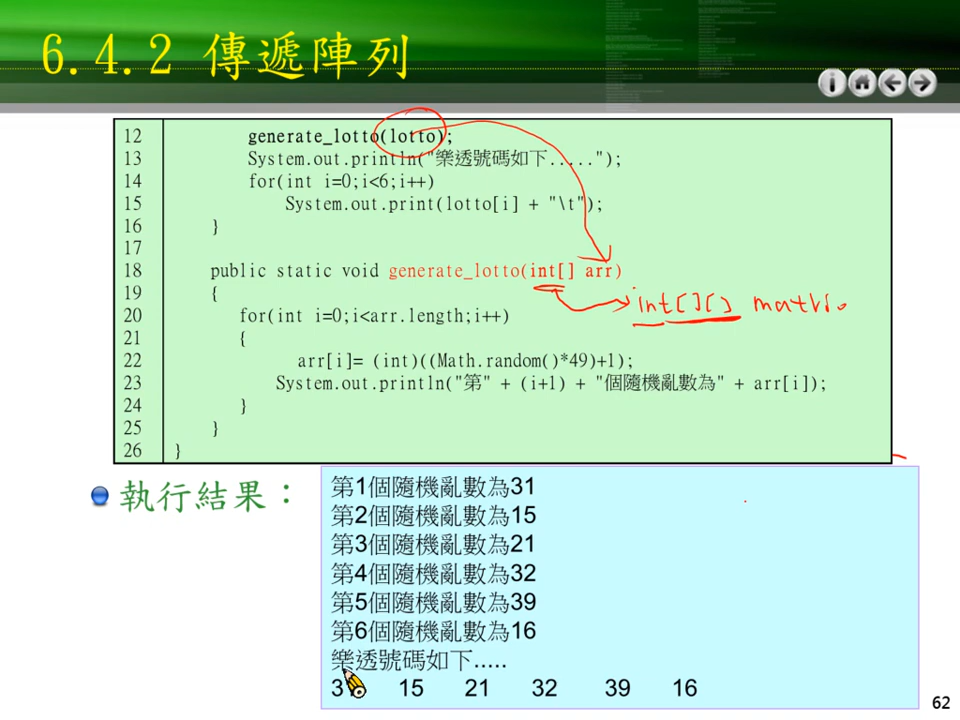 6.4.2 傳遞陣列
12 generate_lotto(lotto);
13 System.out.println("樂透號碼如下.....");
14 for(int i=0;i<6;i++)
15 System.out.print(lotto[i] + "\t");
16 }
17
18 public static void generate_lotto(int[] arr)
19 {
int[][] matrix
20 for(int i=0;i<arr.length;i++)
21 {
22 arr[i]= (int)((Math.random()*49)+1);
23 System.out.println("第" + (i+1) + "個隨機亂數為" + arr[i]);
24 }
25 }
26 }
執行結果：
第1個隨機亂數為31
第2個隨機亂數為15
第3個隨機亂數為21
第4個隨機亂數為32
第5個隨機亂數為39
第6個隨機亂數為16
樂透號碼如下.....
31 15 21 32 39 16
62